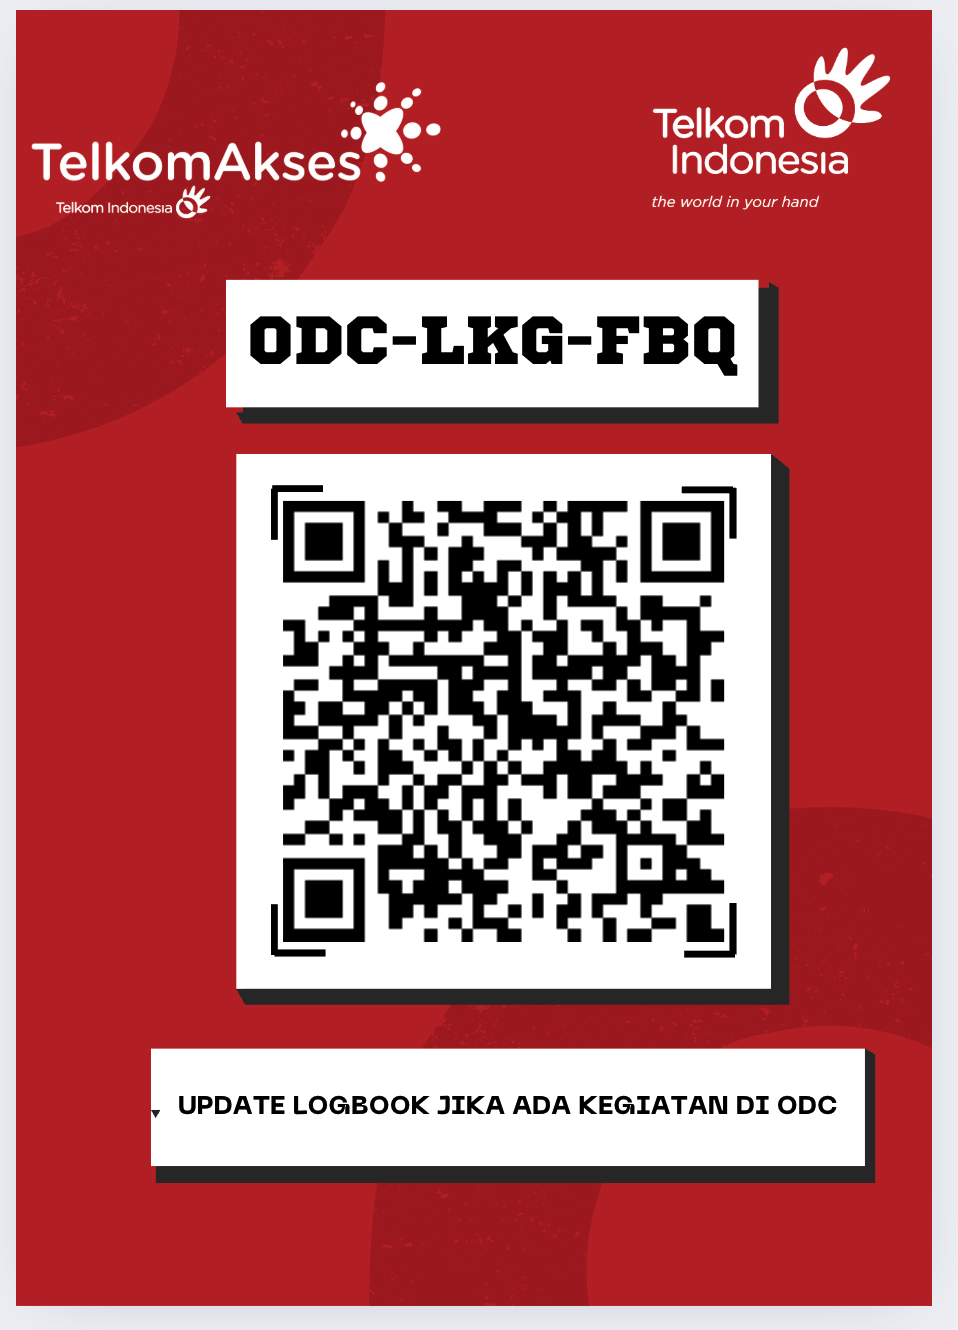 TelkomAkses
Telkom Indonesia
Telkom
Indonesia
the world in your hand
ODC-LKG-FBQ
UPDATE LOGBOOK JIKA ADA KEGIATAN DI ODC